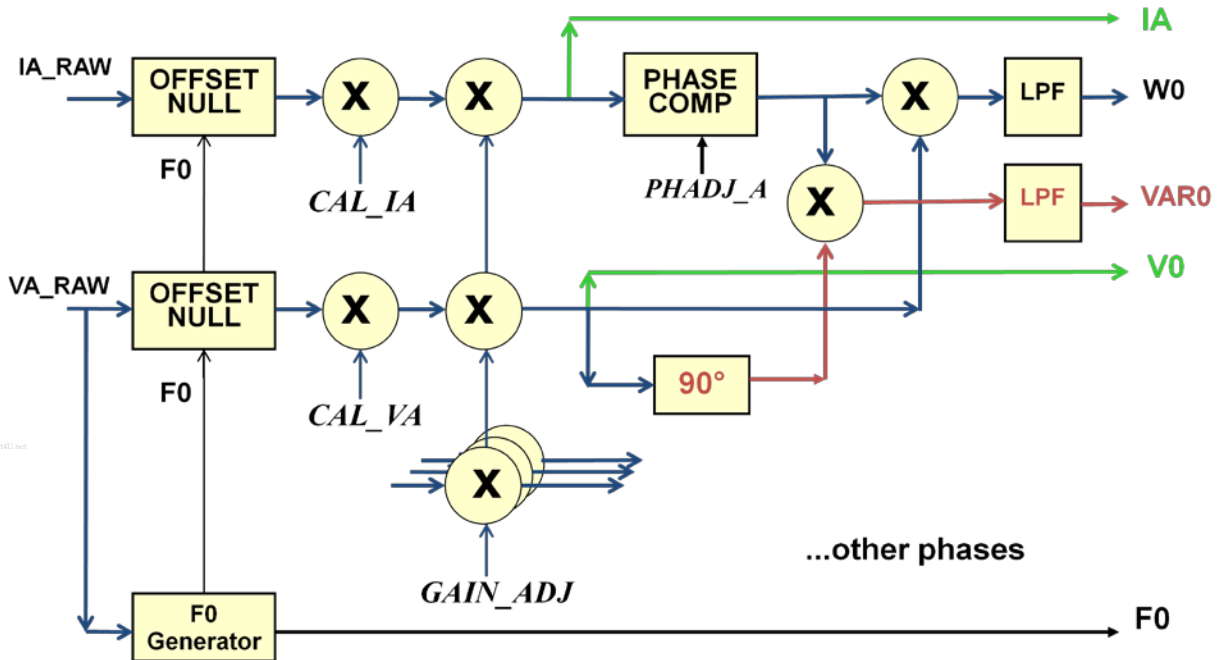 IA
IA_RAW
OFFSET
NULL
X
X
PHASE
COMP
X
LPF
W0
F0
CAL_IA
PHADJ_A
X
LPF
VAR0
VA_RAW
OFFSET
NULL
X
X
V0
F0
CAL_VA
90°
X
...other phases
GAIN_ADJ
F0
Generator
F0